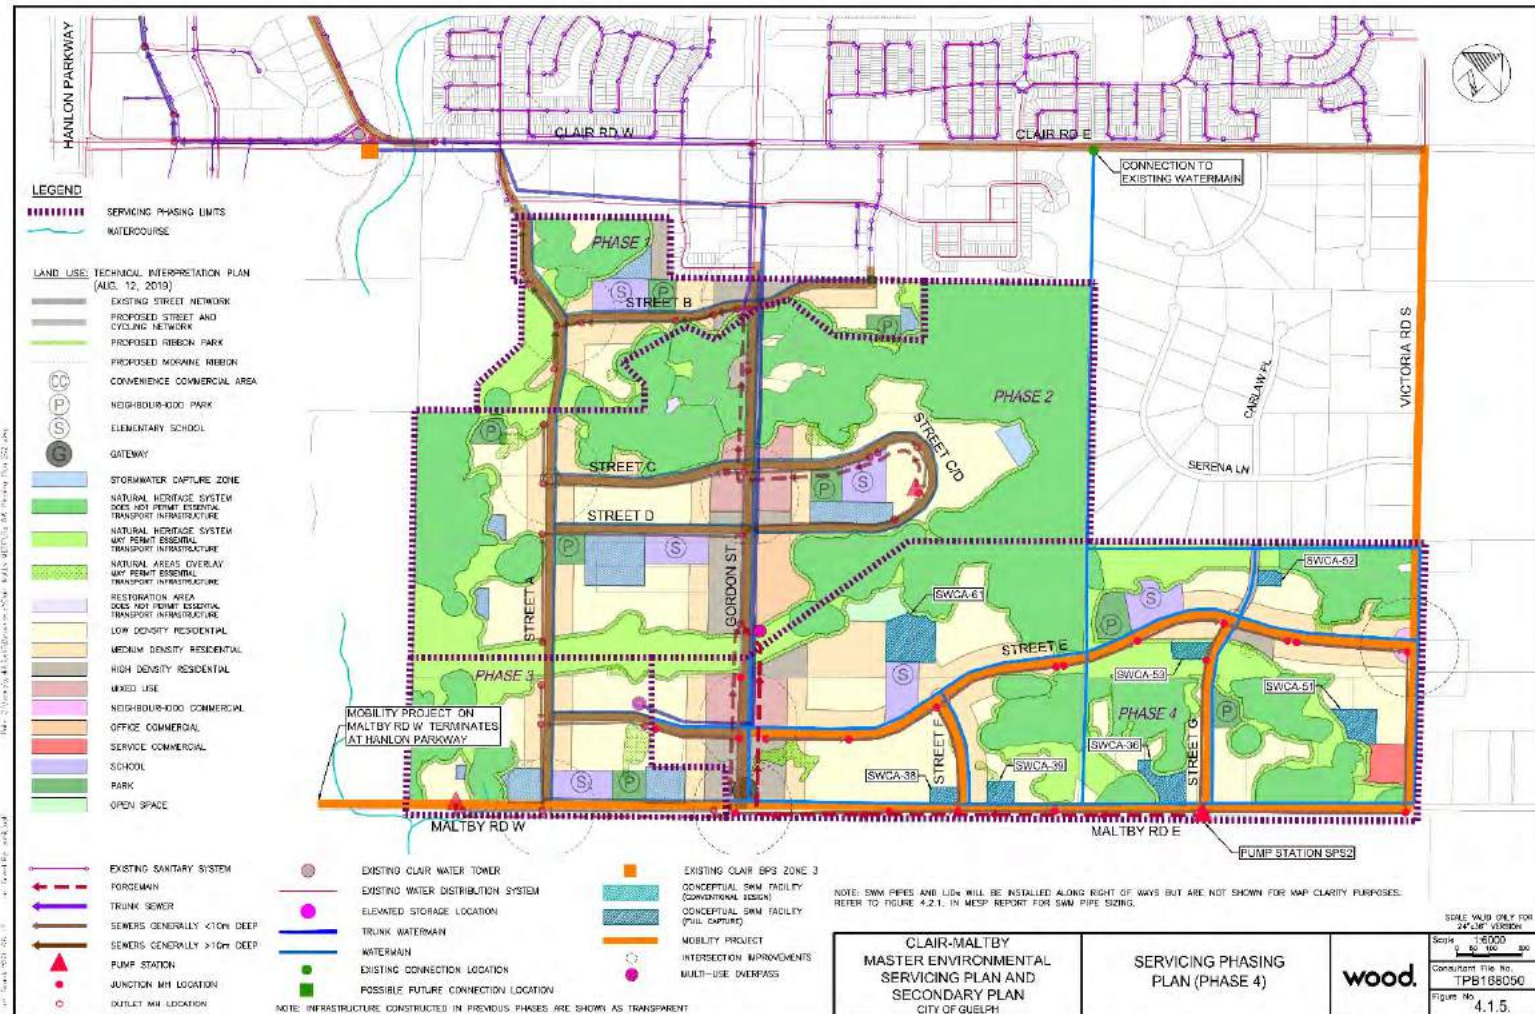 HANLON PARKWAY
CLAIR RD W
CLAIR RD E
CONNECTION TO
EXISTING WATERMAIN
LEGEND
SERVICING PHASING LIMITS
WATERCOURSE
LAND USE: TECHNICAL INTERPRETATION PLAN
(AUG. 12, 2019)
EXISTING STREET NETWORK
PROPOSED STREET AND
CYCLING NETWORK
PROPOSED RIBBON PARK
PROPOSED MORAINE RIBBON
CC CONVENIENCE COMMERCIAL AREA
P NEIGHBOURHOOD PARK
S ELEMENTARY SCHOOL
G GATEWAY
STORMWATER CAPTURE ZONE
NATURAL HERITAGE SYSTEM
DOES NOT PERMIT ESSENTIAL
TRANSPORT INFRASTRUCTURE
NATURAL HERITAGE SYSTEM
MAY PERMIT ESSENTIAL
TRANSPORT INFRASTRUCTURE
NATURAL AREAS OVERLAY
MAY PERMIT ESSENTIAL
TRANSPORT INFRASTRUCTURE
RESTORATION AREA
DOES NOT PERMIT ESSENTIAL
TRANSPORT INFRASTRUCTURE
LOW DENSITY RESIDENTIAL
MEDIUM DENSITY RESIDENTIAL
HIGH DENSITY RESIDENTIAL
MIXED USE
NEIGHBOURHOOD COMMERCIAL
OFFICE COMMERCIAL
SERVICE COMMERCIAL
SCHOOL
PARK
OPEN SPACE
PHASE 1
S
P
STREET B
P
PHASE 2
VICTORIA RD S
CARLAW PL
SERENA LN
P
STREET C
STREET C/D
P
S
STREET D
P
S
STREET A
GORDON ST
SWCA-52
SWCA-61
S
P
STREET E
S
SWCA-53
SWCA-51
PHASE 3
PHASE 4
P
MOBILITY PROJECT ON
MALTBY RD W TERMINATES
AT HANLON PARKWAY
SWCA-36
STREET G
STREET F
SWCA-38
SWCA-39
S
P
MALTBY RD W
MALTBY RD E
PUMP STATION SPS2
EXISTING SANITARY SYSTEM
FORCEMAIN
TRUNK SEWER
SEWERS GENERALLY <10m DEEP
SEWERS GENERALLY >10m DEEP
PUMP STATION
JUNCTION MH LOCATION
OUTLET MH LOCATION
EXISTING CLAIR WATER TOWER
EXISTING WATER DISTRIBUTION SYSTEM
ELEVATED STORAGE LOCATION
TRUNK WATERMAIN
WATERMAIN
EXISTING CONNECTION LOCATION
POSSIBLE FUTURE CONNECTION LOCATION
EXISTING CLAIR BPS ZONE 3
CONCEPTUAL SWM FACILITY
(CONVENTIONAL DESIGN)
CONCEPTUAL SWM FACILITY
(FULL CAPTURE)
MOBILITY PROJECT
INTERSECTION IMPROVEMENTS
MULTI-USE OVERPASS
NOTE: INFRASTRUCTURE CONSTRUCTED IN PREVIOUS PHASES ARE SHOWN AS TRANSPARENT
NOTE: SWM PIPES AND LIDs WILL BE INSTALLED ALONG RIGHT OF WAYS BUT ARE NOT SHOWN FOR MAP CLARITY PURPOSES.
REFER TO FIGURE 4.2.1. IN MESP REPORT FOR SWM PIPE SIZING.
CLAIR-MALTBY
MASTER ENVIRONMENTAL
SERVICING PLAN AND
SECONDARY PLAN
CITY OF GUELPH
SERVICING PHASING
PLAN (PHASE 4)
wood.
SCALE VALID ONLY FOR
24"x36" VERSION
Scale 1:6000
Consultant File No.
TPB168050
Figure No.
4.1.5.